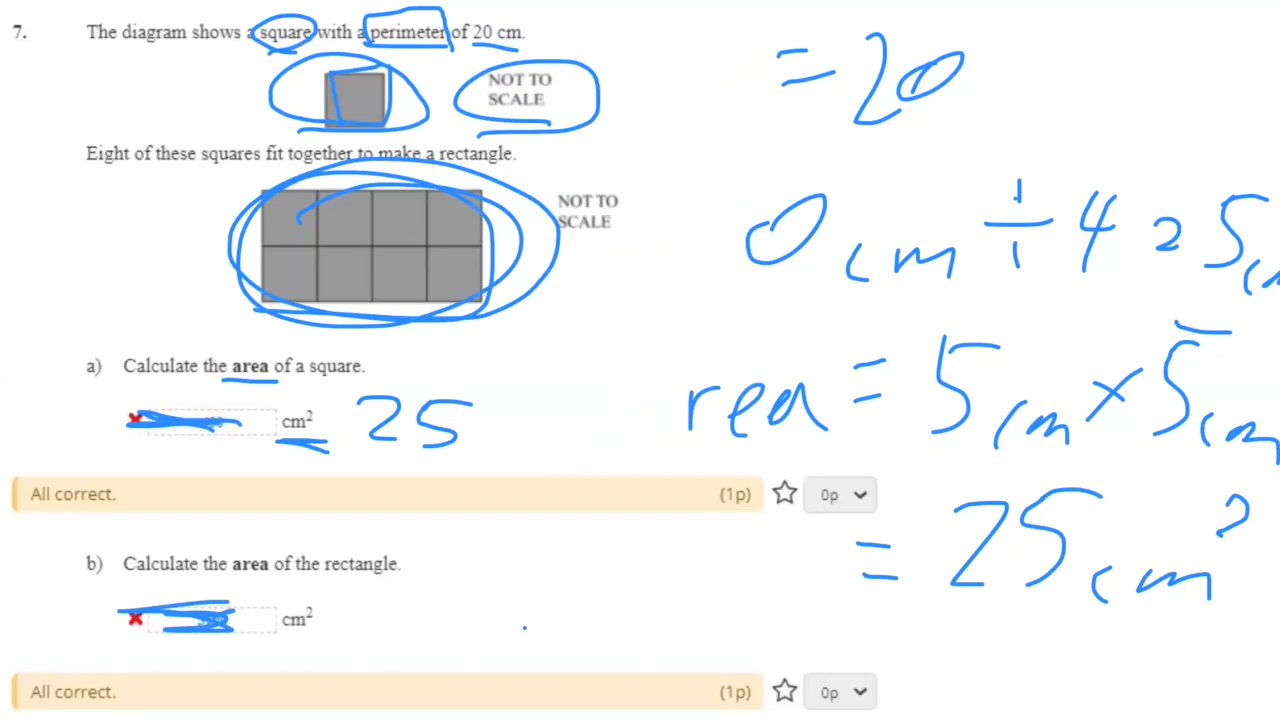 7. The diagram shows a square with a perimeter of 20 cm.
= 20
NOT TO
SCALE
Eight of these squares fit together to make a rectangle.
NOT TO
SCALE
0 cm ÷ 4 = 5 cm
a) Calculate the area of a square.
rea = 5 cm × 5 cm
cm² 25
All correct. (1p) 0p
= 25 cm²
b) Calculate the area of the rectangle.
cm²
All correct. (1p) 0p